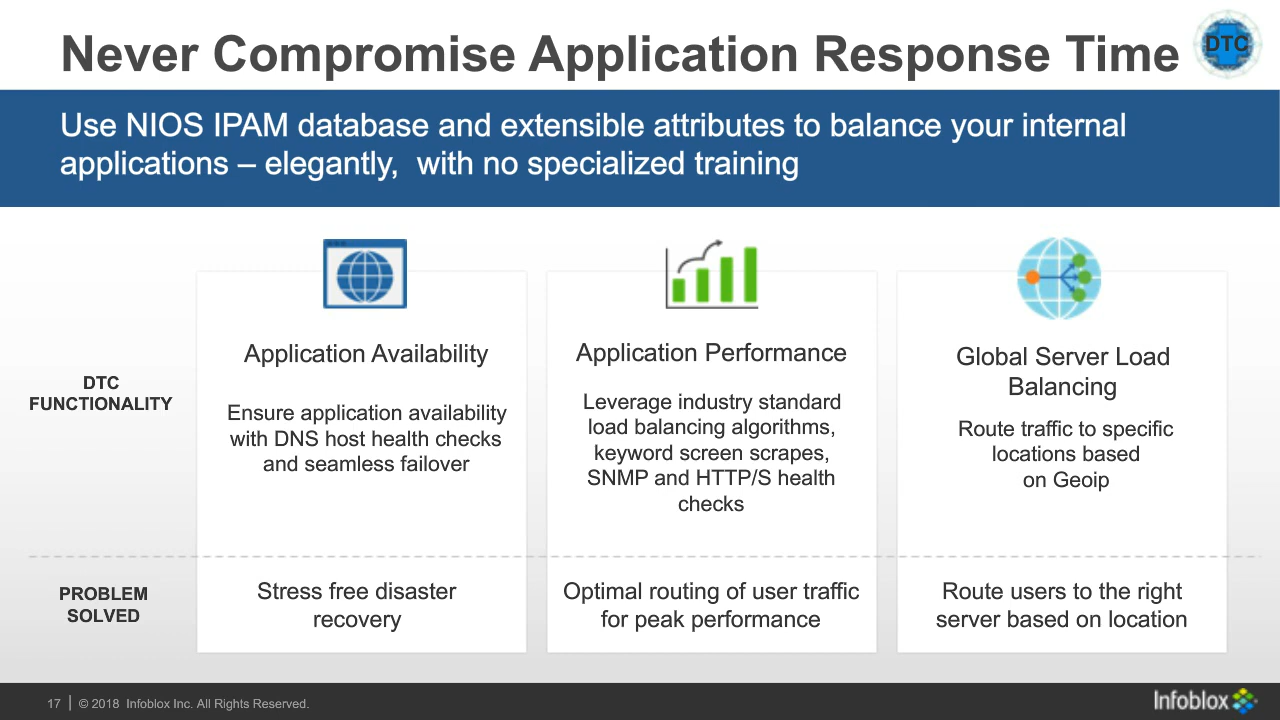 Never Compromise Application Response Time
DTC
Use NIOS IPAM database and extensible attributes to balance your internal
applications – elegantly,  with no specialized training
DTC
FUNCTIONALITY
Application Availability
Ensure application availability
with DNS host health checks
and seamless failover
Application Performance
Leverage industry standard
load balancing algorithms,
keyword screen scrapes,
SNMP and HTTP/S health
checks
Global Server Load
Balancing
Route traffic to specific
locations based
on Geoip
PROBLEM
SOLVED
Stress free disaster
recovery
Optimal routing of user traffic
for peak performance
Route users to the right
server based on location
17 | © 2018  Infoblox Inc. All Rights Reserved.
Infoblox